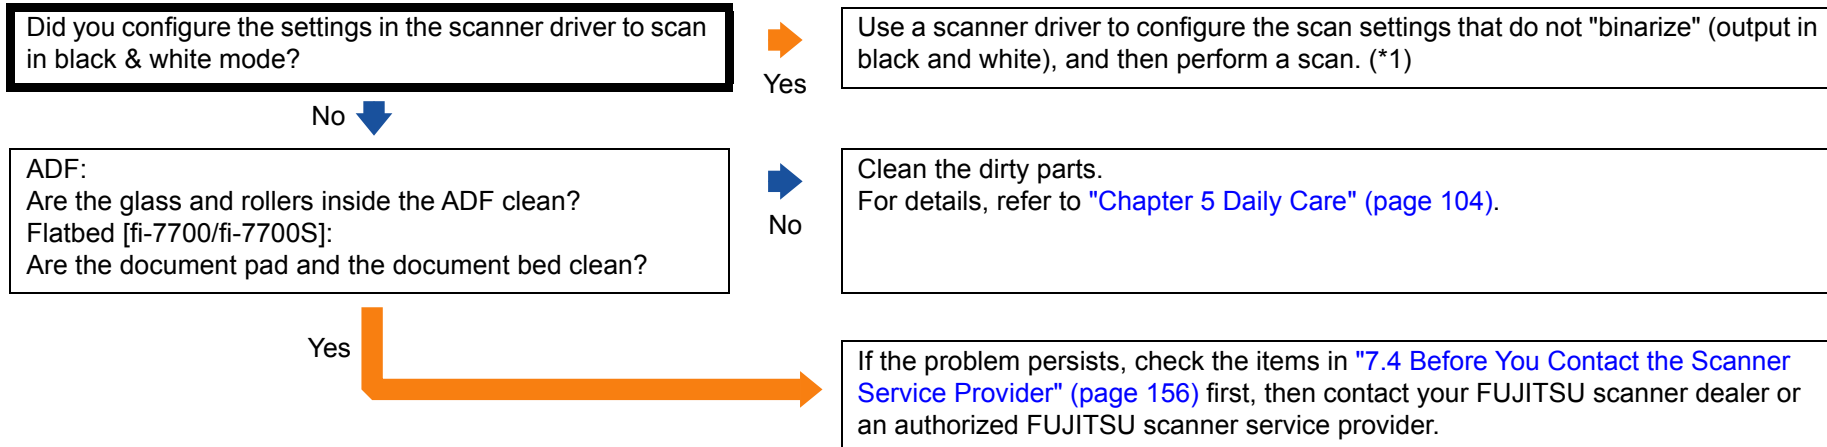 Did you configure the settings in the scanner driver to scan
in black & white mode?
Yes
Use a scanner driver to configure the scan settings that do not "binarize" (output in
black and white), and then perform a scan. (*1)
No
ADF:
Are the glass and rollers inside the ADF clean?
Flatbed [fi-7700/fi-7700S]:
Are the document pad and the document bed clean?
No
Clean the dirty parts.
For details, refer to "Chapter 5 Daily Care" (page 104).
Yes
If the problem persists, check the items in "7.4 Before You Contact the Scanner
Service Provider" (page 156) first, then contact your FUJITSU scanner dealer or
an authorized FUJITSU scanner service provider.